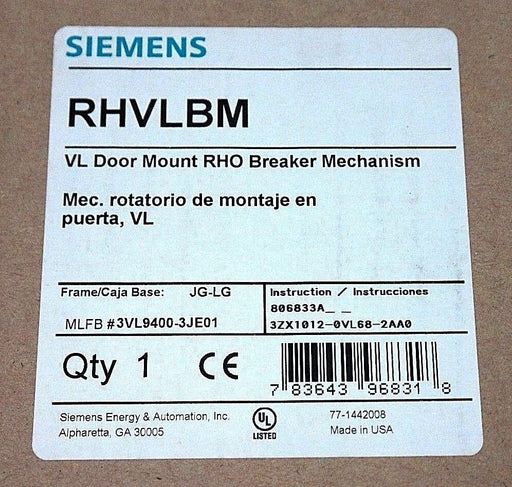 SIEMENS
RHVLBM
VL Door Mount RHO Breaker Mechanism
Mec. rotatorio de montaje en
puerta, VL
Frame/Caja Base: JG-LG
MLFB # 3VL9400-3JE01
Instruction / Instrucciones
806833A_ _
3ZX1012-0VL68-2AA0
Qty 1 CE
7 83643 96831 8
Siemens Energy & Automation, Inc.
Alpharetta, GA 30005
UL
LISTED
77-1442008
Made in USA